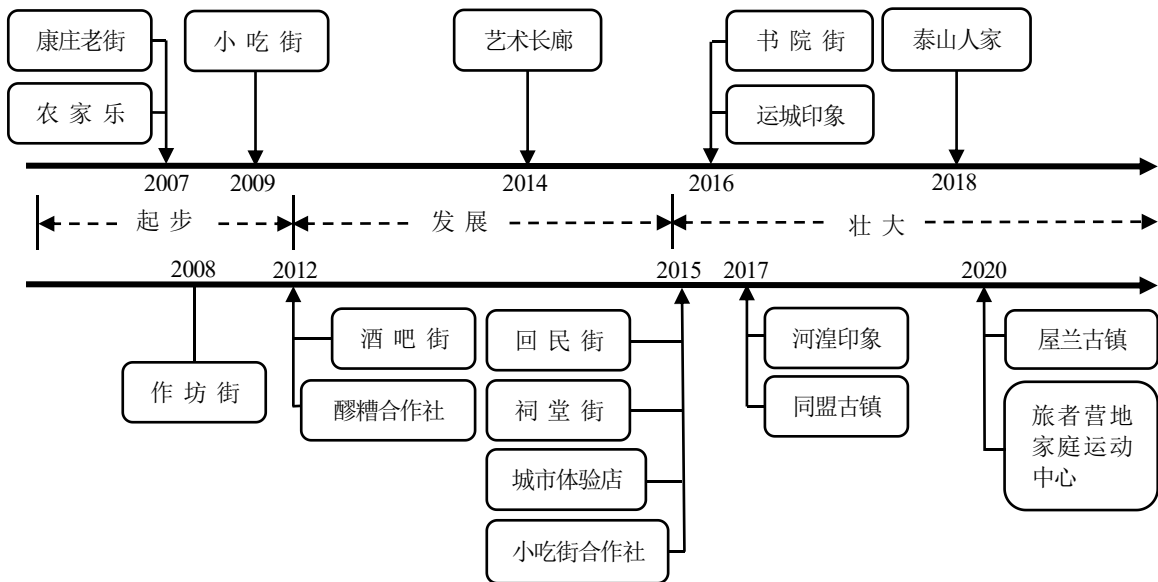 康庄老街
农家乐
小吃街
艺术长廊
书院街
运城印象
泰山人家
2007
2009
2014
2016
2018
起步
发展
壮大
2008
2012
2015
2017
2020
作坊街
酒吧街
醪糟合作社
回民街
祠堂街
城市体验店
小吃街合作社
河湟印象
同盟古镇
屋兰古镇
旅者营地
家庭运动
中心